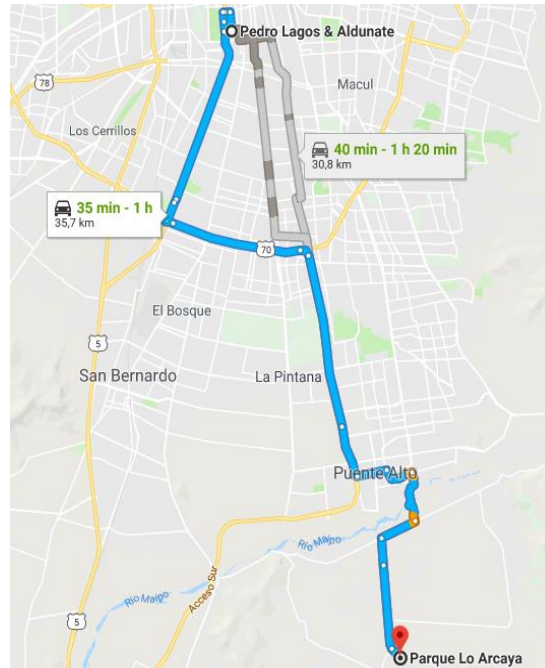 Pedro Lagos & Aldunate
78
Macul
Los Cerrillos
40 min - 1 h 20 min
30,8 km
35 min - 1 h
35,7 km
70
El Bosque
5
San Bernardo
La Pintana
Puente Alto
Río Maipo
Acceso Sur
Río Maipo
5
Parque Lo Arcaya